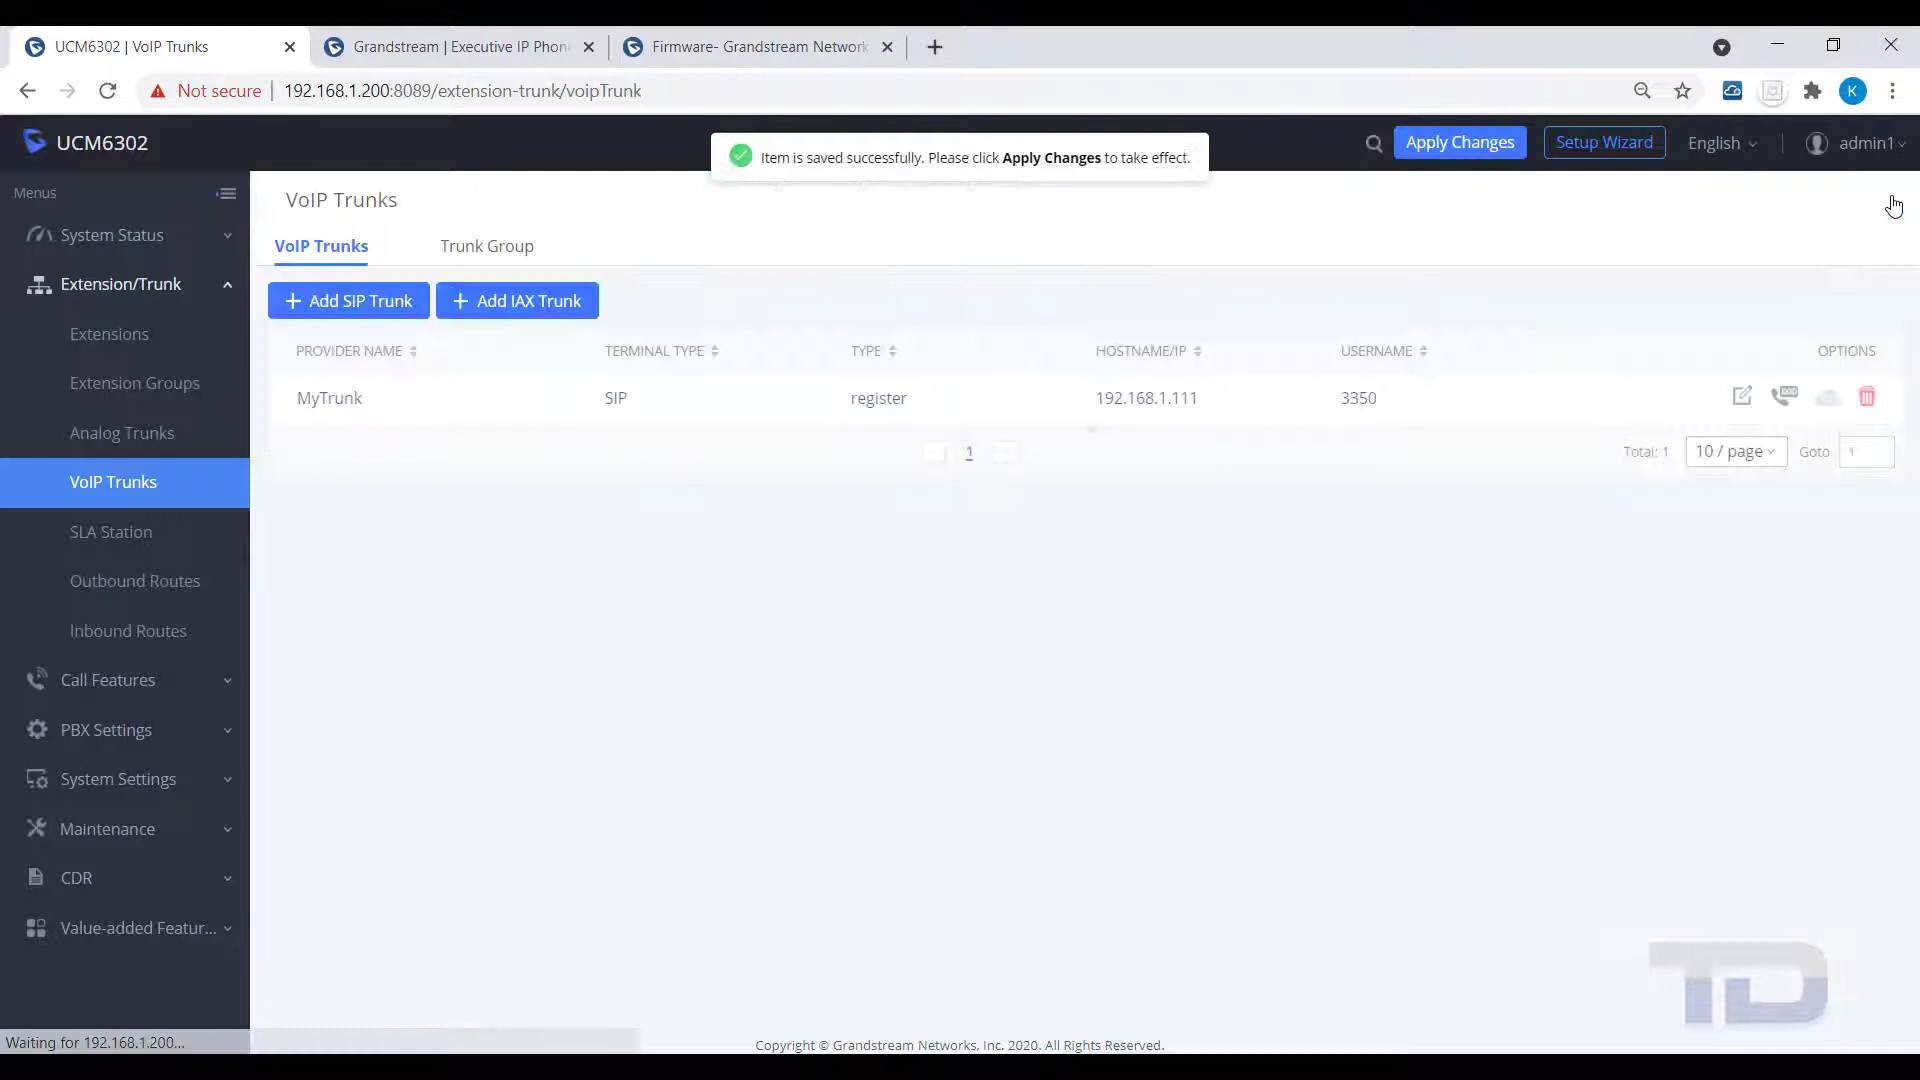 UCM6302 | VoIP Trunks
Grandstream | Executive IP Phon
Firmware- Grandstream Network
Not secure
192.168.1.200:8089/extension-trunk/voipTrunk
K
UCM6302
Item is saved successfully. Please click Apply Changes to take effect.
Apply Changes
Setup Wizard
English
admin1
Menus
System Status
Extension/Trunk
Extensions
Extension Groups
Analog Trunks
VoIP Trunks
SLA Station
Outbound Routes
Inbound Routes
Call Features
PBX Settings
System Settings
Maintenance
CDR
Value-added Featur...
VoIP Trunks
VoIP Trunks Trunk Group
+ Add SIP Trunk + Add IAX Trunk
PROVIDER NAME TERMINAL TYPE TYPE HOSTNAME/IP USERNAME OPTIONS
MyTrunk SIP register 192.168.1.111 3350
1 Total: 1 10 / page Goto 1
TD
Waiting for 192.168.1.200...
Copyright © Grandstream Networks, Inc. 2020. All Rights Reserved.